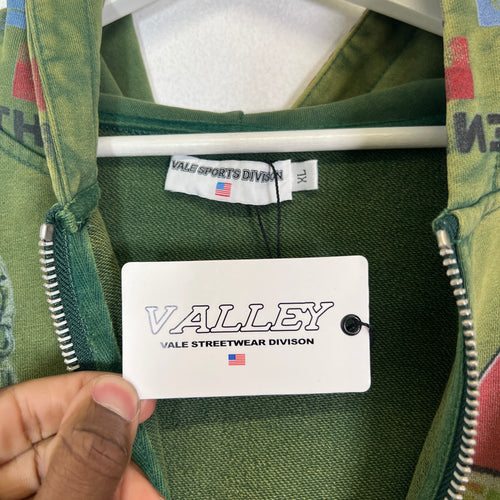 VALE SPORTS DIVISON
XL
VALLEY
VALE STREETWEAR DIVISON